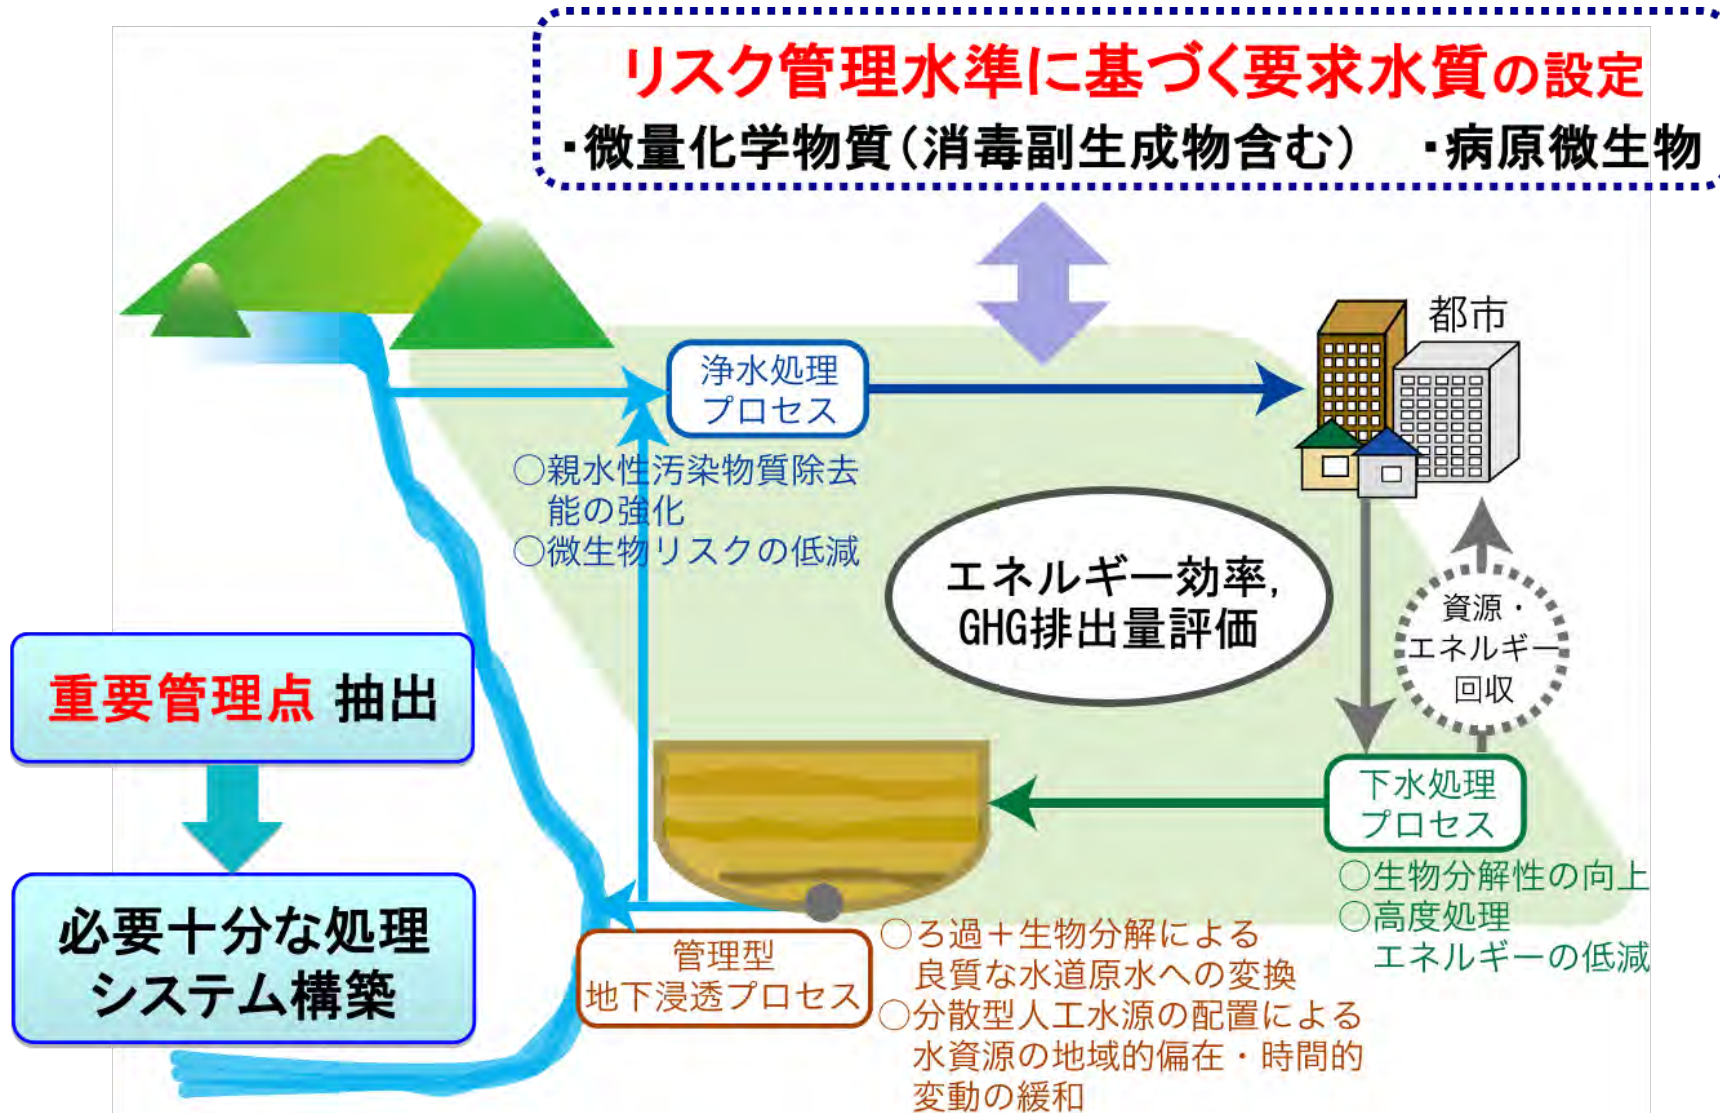 リスク管理水準に基づく要求水質の設定
・微量化学物質(消毒副生成物含む) ・病原微生物
都市
浄水処理
プロセス
○親水性汚染物質除去
能の強化
○微生物リスクの低減
エネルギー効率,
GHG排出量評価
資源・
エネルギー
回収
重要管理点 抽出
下水処理
プロセス
○生物分解性の向上
○高度処理
エネルギーの低減
必要十分な処理
システム構築
管理型
地下浸透プロセス
○ろ過+生物分解による
良質な水道原水への変換
○分散型人工水源の配置による
水資源の地域的偏在・時間的
変動の緩和